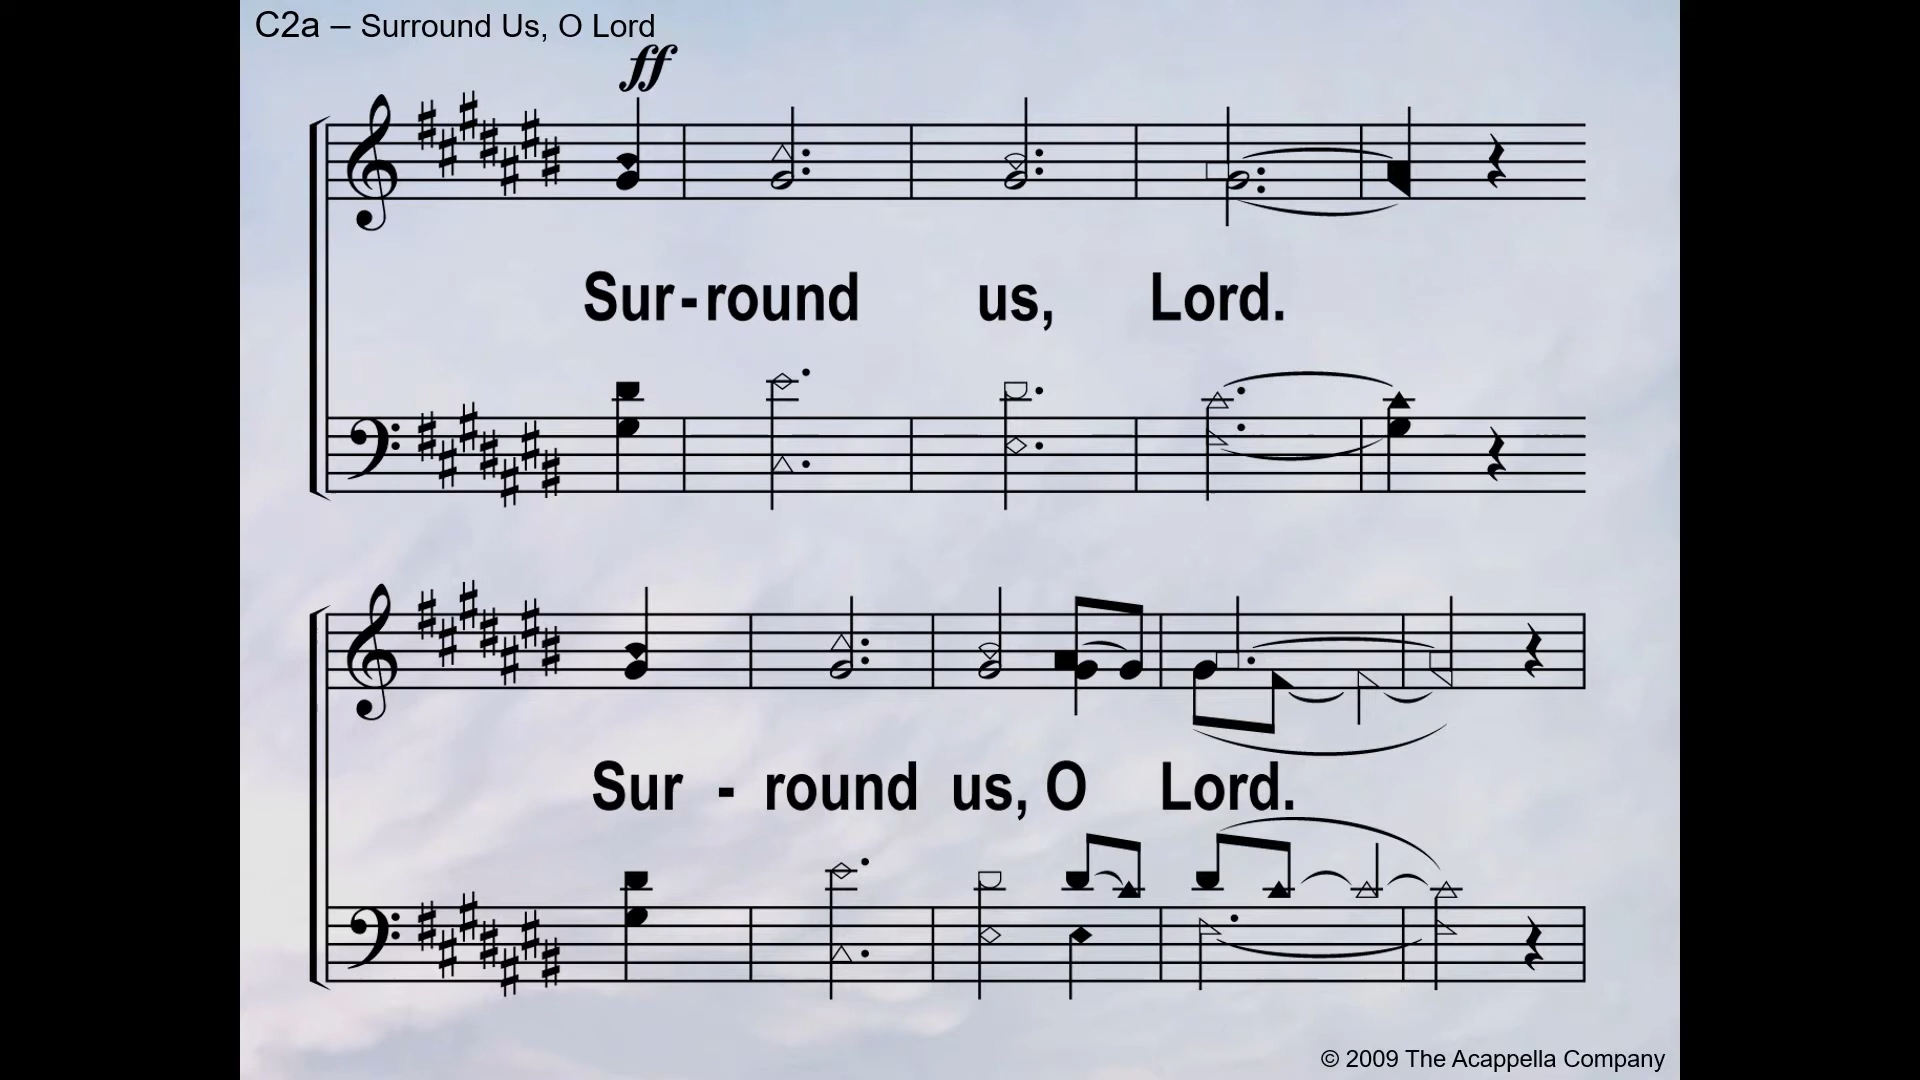 C2a – Surround Us, O Lord
ff
Sur-round us, Lord.
Sur - round us, O Lord.
© 2009 The Acappella Company